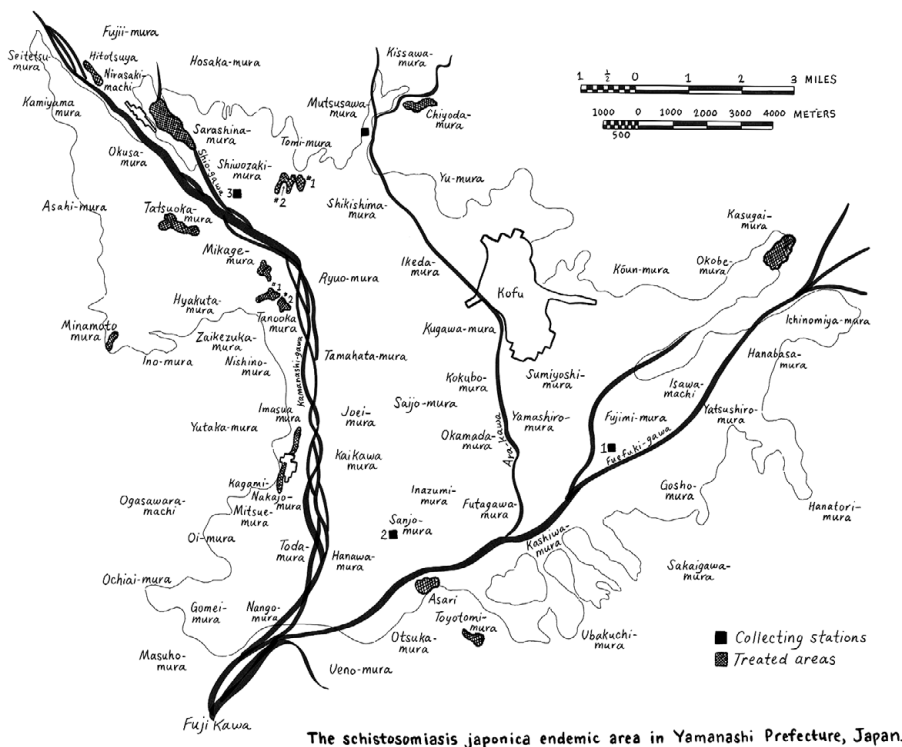 Fujii-mura
Seitetsu-
mura
Hitotsuya
Nirasaki-
machi
Hosaka-mura
Kissawa-
mura
1 ½ 0 1 2 3 MILES
1000 0 1000 2000 3000 4000 METERS
500
Kamiyama
mura
Mutsusawa-
mura
Chiyoda-
mura
Sarashina-
mura
Tomi-mura
Okusa-
mura
Shio-gawa
Shiwozaki-
mura
3
#1
#2
Yu-mura
Asahi-mura
Tatsuoka-
mura
Shikishima-
mura
Kasugai-
mura
Mikage-
mura
Ryuo-mura
Ikeda-
mura
Kōun-mura
Okobe-
mura
Kofu
#1
#2
Hyakuta-
mura
Tanooka
mura
Minamoto
mura
Zaikezuka-
mura
Ino-mura
Nishino-
mura
Kamanashi-gawa
Tamahata-mura
Kugawa-mura
Ichinomiya-mura
Hanabasa-
mura
Kokubo-
mura
Sumiyoshi-
mura
Isawa-
machi
Imasua
mura
Joei-
mura
Saijo-mura
Yamashiro-
mura
Fujimi-mura
Yatsushiro-
mura
Yutaka-mura
Okamada-
mura
Ara-kawa
1
Fuefuki-gawa
Kaikawa
mura
Kagami-
Nakajo-
mura
Mitsue-
mura
Ogasawara-
machi
Inazumi-
mura
Futagawa-
mura
Gosho-
mura
Hanatori-
mura
Oi-mura
Sanjo-
mura
2
Toda-
mura
Hanawa-
mura
Kashiwa-
mura
Sakaigawa-
mura
Ochiai-mura
Gomei-
mura
Nango-
mura
Asari
Toyotomi-
mura
Otsuka-
mura
Ubakuchi-
mura
Masuho-
mura
Ueno-mura
Collecting stations
Treated areas
Fuji Kawa
The schistosomiasis japonica endemic area in Yamanashi Prefecture, Japan.